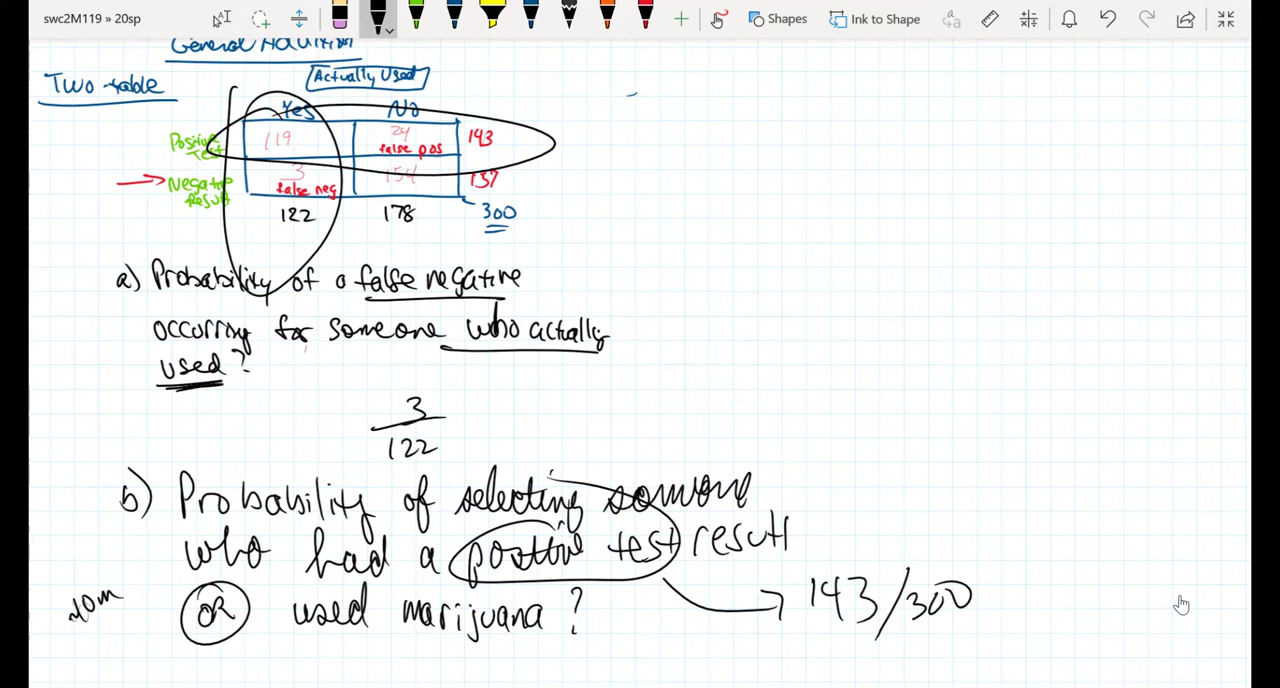 swc2M119 » 20sp
Shapes
Ink to Shape
General Addition
Two table
Actually Used
Yes No
Positive Test 119 24 false pos 143
Negative Result 3 false neg 154 137
122 178 300
a) Probability of a false negative
occurring for someone who actually
used?
3
122
b) Probability of selecting someone
who had a positive test result
OR used marijuana?
143/300